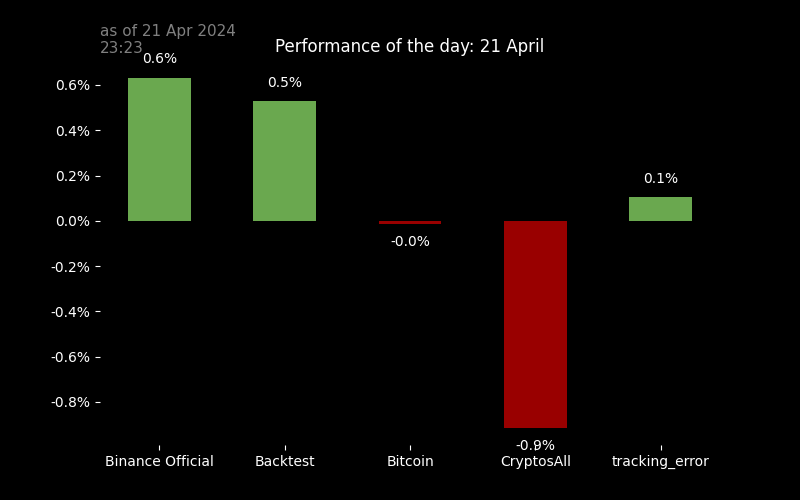 as of 21 Apr 2024
23:23
Performance of the day: 21 April
0.6%
0.5%
-0.0%
-0.9%
0.1%
0.6%
0.4%
0.2%
0.0%
-0.2%
-0.4%
-0.6%
-0.8%
Binance Official
Backtest
Bitcoin
CryptosAll
tracking_error